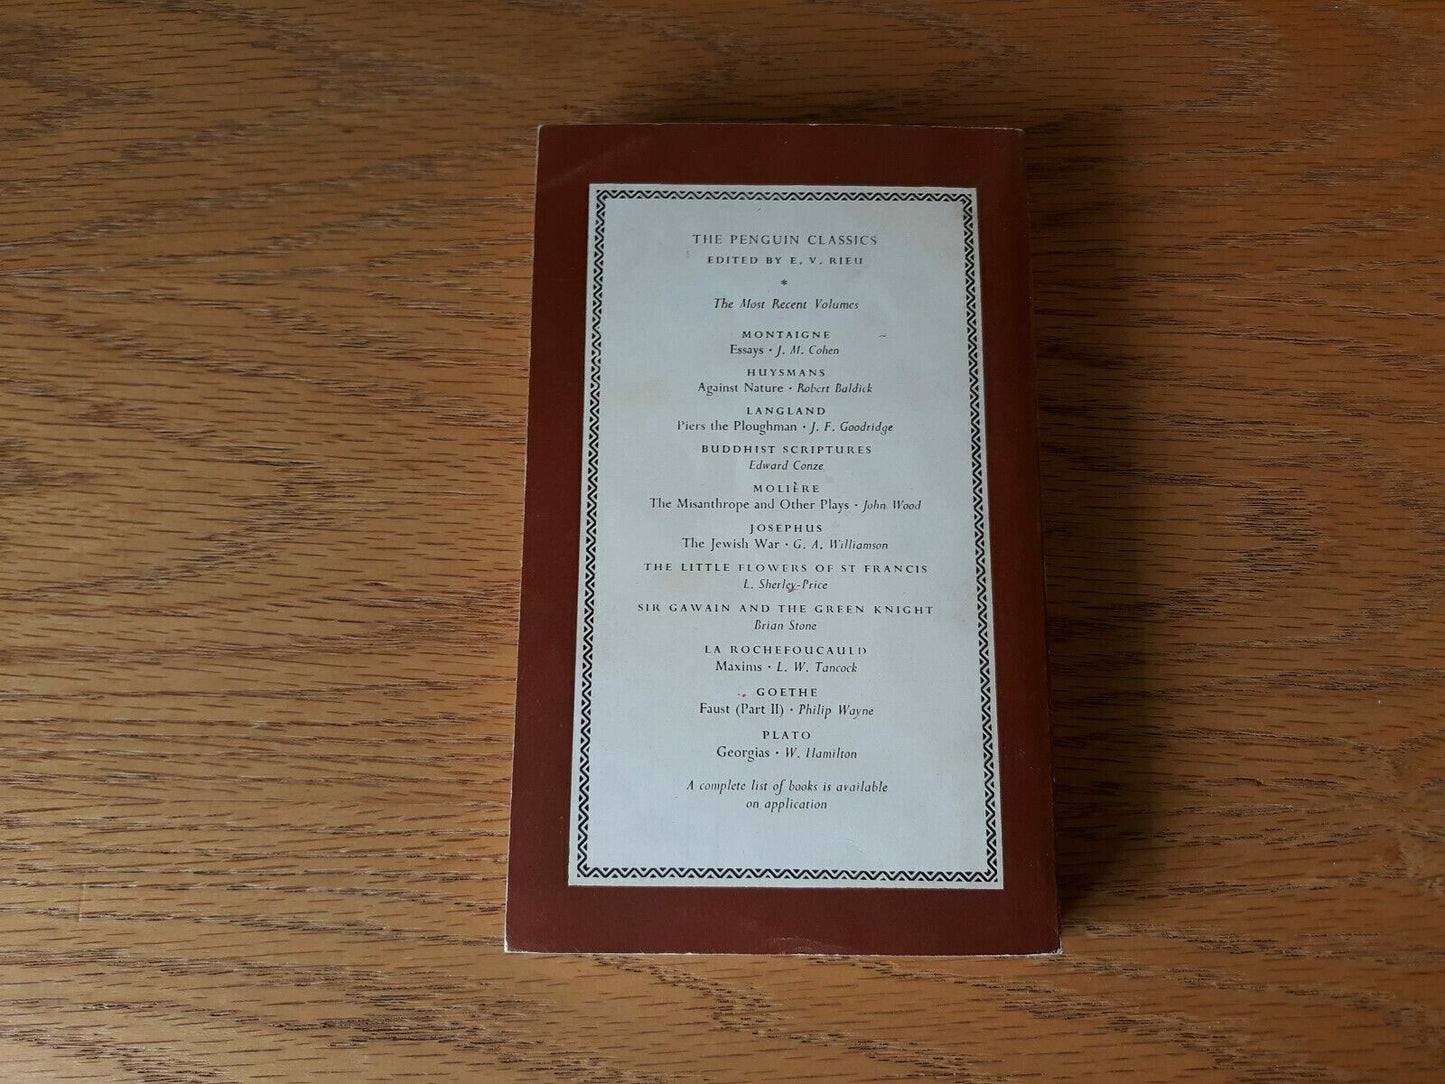 THE PENGUIN CLASSICS
EDITED BY E. V. RIEU
*
The Most Recent Volumes
MONTAIGNE
Essays · J. M. Cohen
HUYSMANS
Against Nature · Robert Baldick
LANGLAND
Piers the Ploughman · J. F. Goodridge
BUDDHIST SCRIPTURES
Edward Conze
MOLIÈRE
The Misanthrope and Other Plays · John Wood
JOSEPHUS
The Jewish War · G. A. Williamson
THE LITTLE FLOWERS OF ST FRANCIS
L. Sherley-Price
SIR GAWAIN AND THE GREEN KNIGHT
Brian Stone
LA ROCHEFOUCAULD
Maxims · L. W. Tancock
GOETHE
Faust (Part II) · Philip Wayne
PLATO
Georgias · W. Hamilton
A complete list of books is available
on application